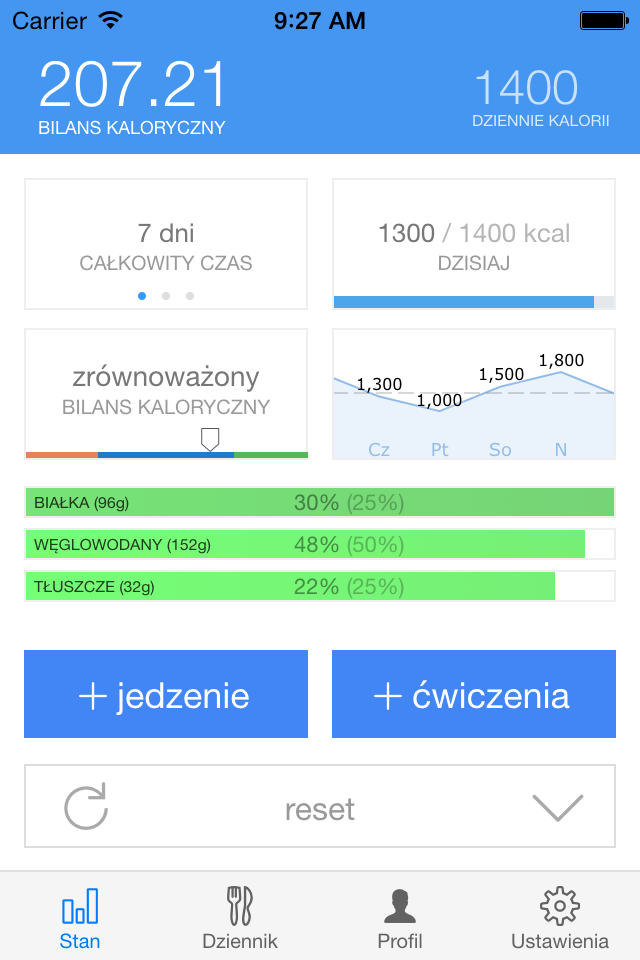 Carrier 9:27 AM
207.21
BILANS KALORYCZNY
1400
DZIENNIE KALORII
7 dni
CAŁKOWITY CZAS
1300 / 1400 kcal
DZISIAJ
zrównoważony
BILANS KALORYCZNY
1,300
1,000
1,500
1,800
Cz Pt So N
BIAŁKA (96g) 30% (25%)
WĘGLOWODANY (152g) 48% (50%)
TŁUSZCZE (32g) 22% (25%)
+ jedzenie
+ ćwiczenia
reset
Stan Dziennik Profil Ustawienia